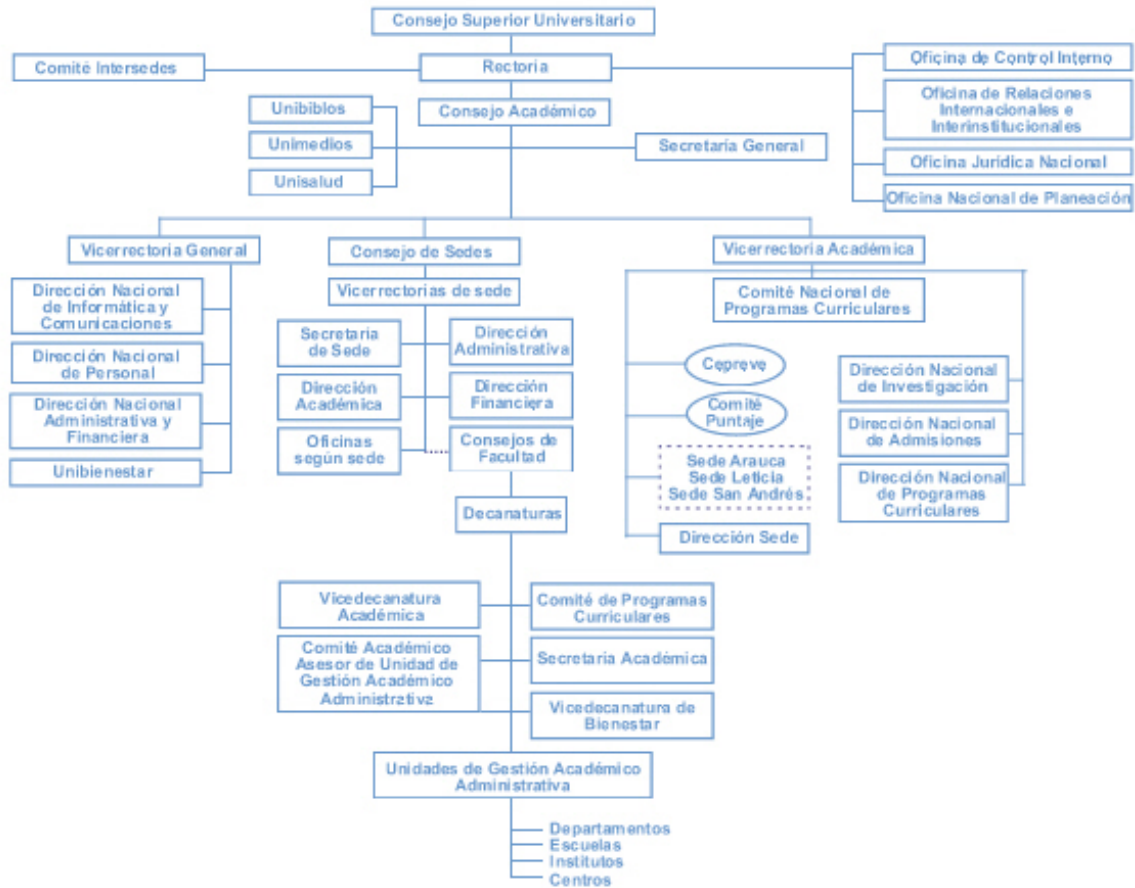 Consejo Superior Universitario
Comité Intersedes
Rectoría
Oficina de Control Interno
Oficina de Relaciones
Internacionales e
Interinstitucionales
Oficina Jurídica Nacional
Oficina Nacional de Planeación
Consejo Académico
Unibiblos
Unimedios
Unisalud
Secretaría General
Vicerrectoría General
Consejo de Sedes
Vicerrectoría Académica
Dirección Nacional
de Informática y
Comunicaciones
Dirección Nacional
de Personal
Dirección Nacional
Administrativa y
Financiera
Unibienestar
Vicerrectorías de sede
Secretaría
de Sede
Dirección
Administrativa
Dirección
Académica
Dirección
Financiera
Oficinas
según sede
Consejos de
Facultad
Comité Nacional de
Programas Curriculares
Cepreve
Comité
Puntaje
Sede Arauca
Sede Leticia
Sede San Andrés
Dirección Sede
Dirección Nacional
de Investigación
Dirección Nacional
de Admisiones
Dirección Nacional
de Programas
Curriculares
Decanaturas
Vicedecanatura
Académica
Comité de Programas
Curriculares
Comité Académico
Asesor de Unidad de
Gestión Académico
Administrativa
Secretaría Académica
Vicedecanatura de
Bienestar
Unidades de Gestión Académico
Administrativa
Departamentos
Escuelas
Institutos
Centros